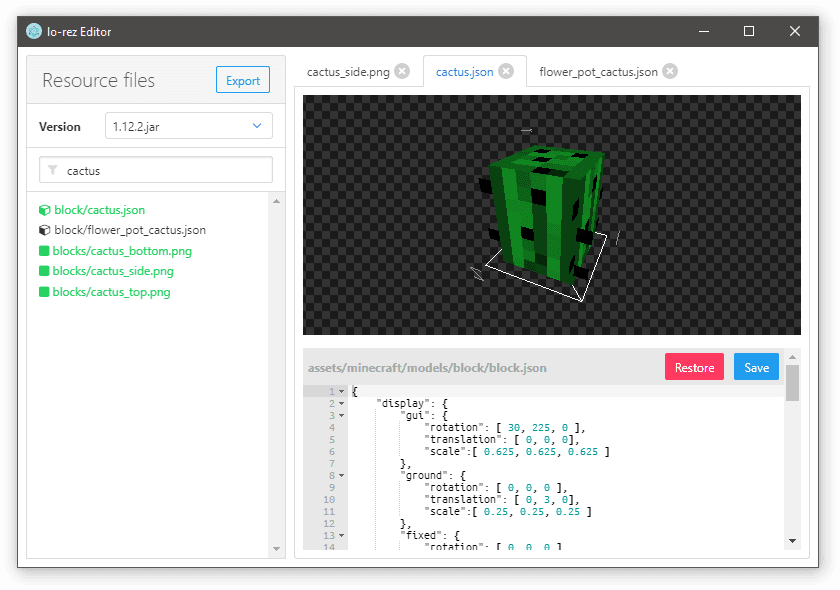 lo-rez Editor
Resource files
Export
Version
1.12.2.jar
cactus
block/cactus.json
block/flower_pot_cactus.json
blocks/cactus_bottom.png
blocks/cactus_side.png
blocks/cactus_top.png
cactus_side.png
cactus.json
flower_pot_cactus.json
assets/minecraft/models/block/block.json
Restore
Save
1 {
2 "display": {
3 "gui": {
4 "rotation": [ 30, 225, 0 ],
5 "translation": [ 0, 0, 0],
6 "scale":[ 0.625, 0.625, 0.625 ]
7 },
8 "ground": {
9 "rotation": [ 0, 0, 0 ],
10 "translation": [ 0, 3, 0],
11 "scale":[ 0.25, 0.25, 0.25 ]
12 },
13 "fixed": {
14 "rotation": [ 0, 0, 0 ]